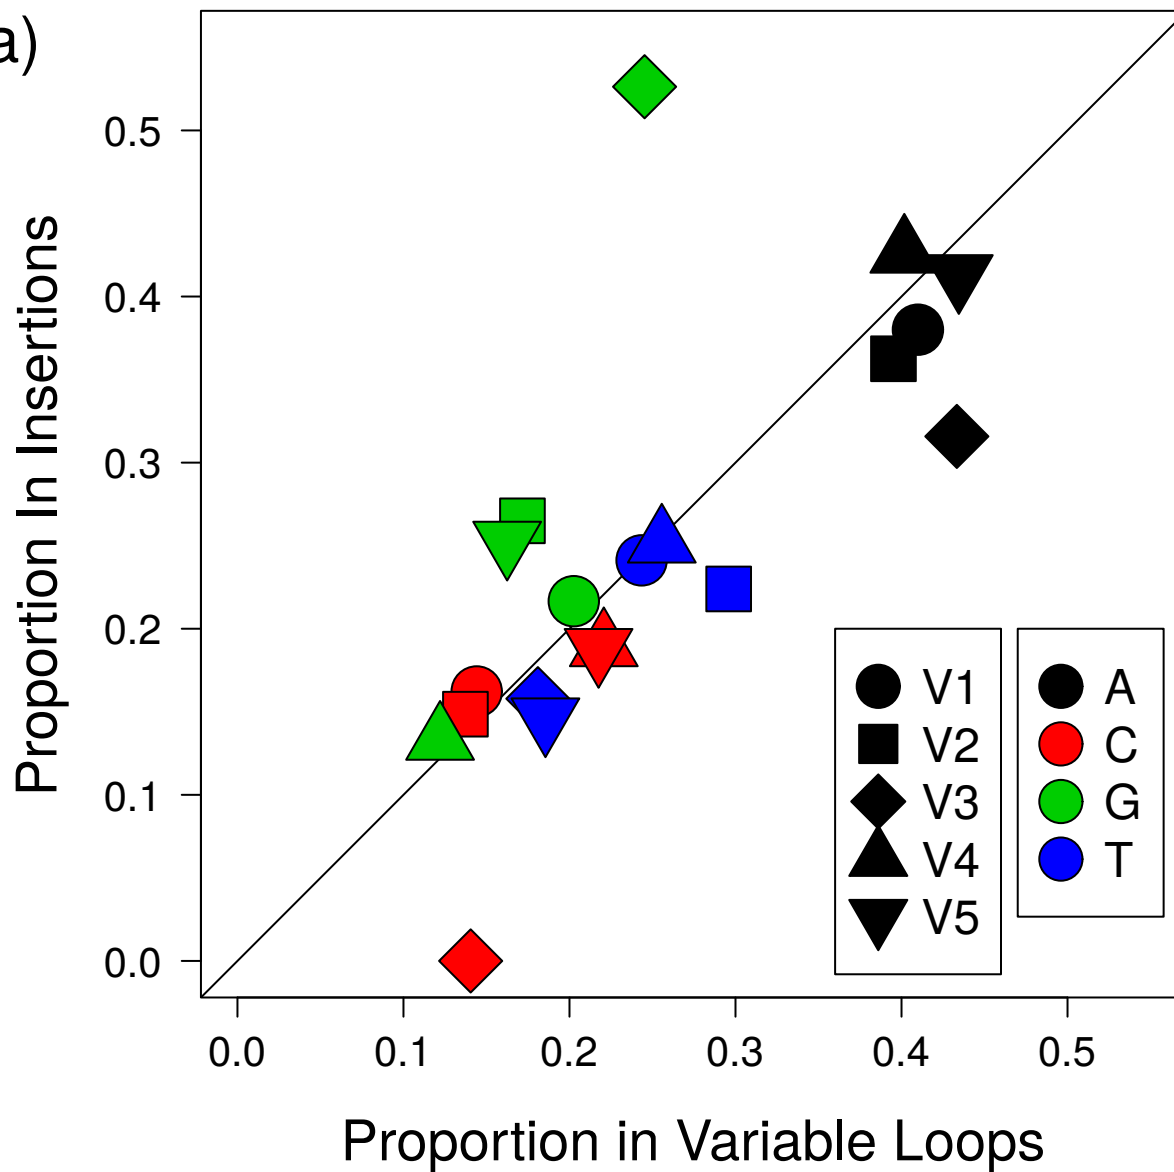 a)
Proportion In Insertions
0.5
0.4
0.3
0.2
0.1
0.0
V1
V2
V3
V4
V5
A
C
G
T
0.0 0.1 0.2 0.3 0.4 0.5
Proportion in Variable Loops